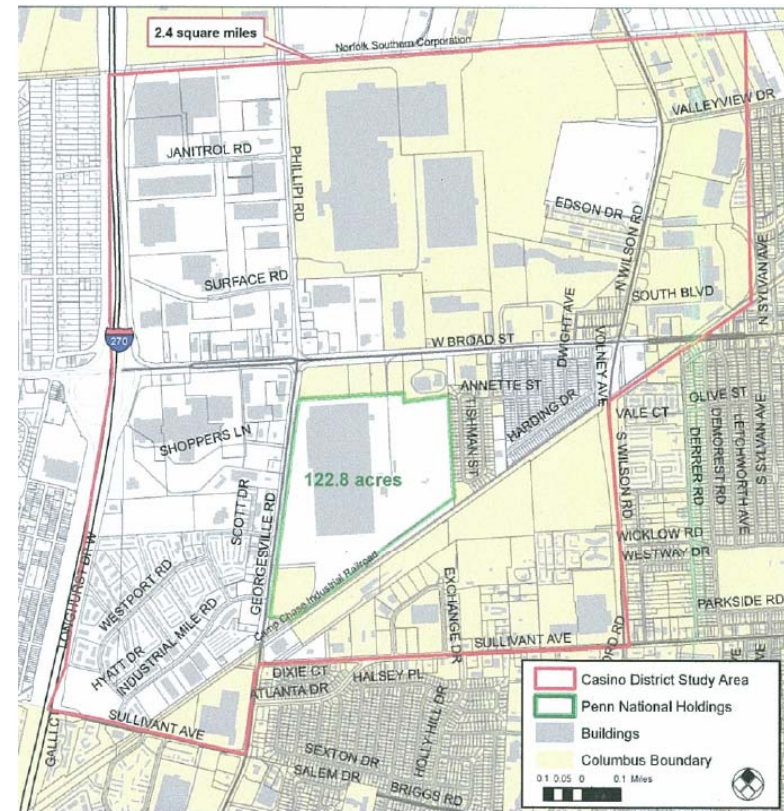 2.4 square miles
Norfolk Southern Corporation
VALLEYVIEW DR
JANITROL RD
PHILLIPI RD
EDSON DR
N WILSON RD
SURFACE RD
SOUTH BLVD
N SYLVAN AVE
270
W BROAD ST
DWIGHT AVE
VOLNEY AVE
ANNETTE ST
TISHMAN ST
HARDING DR
SHOPPERS LN
VALE CT
OLIVE ST
122.8 acres
SCOTT DR
GEORGESVILLE RD
S WILSON RD
DERRER RD
DEMOREST RD
LETCHWORTH AVE
S SYLVAN AVE
WICKLOW RD
WESTWAY DR
WESTPORT RD
HYATT DR
INDUSTRIAL MILE RD
Camp Chase Industrial Railroad
EXCHANGE DR
PARKSIDE RD
SULLIVANT AVE
DIXIE CT
HALSEY PL
ATLANTA DR
SULLIVANT AVE
HOLLY HILL DR
SEXTON DR
SALEM DR
BRIGGS RD
Casino District Study Area
Penn National Holdings
Buildings
Columbus Boundary
0.1 0.05 0 0.1 Miles